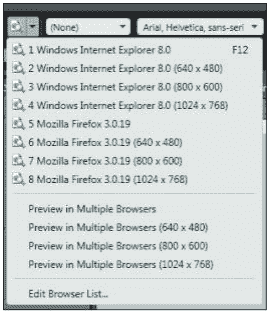 (None) Arial, Helvetica, sans-seri
1 Windows Internet Explorer 8.0 F12
2 Windows Internet Explorer 8.0 (640 x 480)
3 Windows Internet Explorer 8.0 (800 x 600)
4 Windows Internet Explorer 8.0 (1024 x 768)
5 Mozilla Firefox 3.0.19
6 Mozilla Firefox 3.0.19 (640 x 480)
7 Mozilla Firefox 3.0.19 (800 x 600)
8 Mozilla Firefox 3.0.19 (1024 x 768)
Preview in Multiple Browsers
Preview in Multiple Browsers (640 x 480)
Preview in Multiple Browsers (800 x 600)
Preview in Multiple Browsers (1024 x 768)
Edit Browser List...